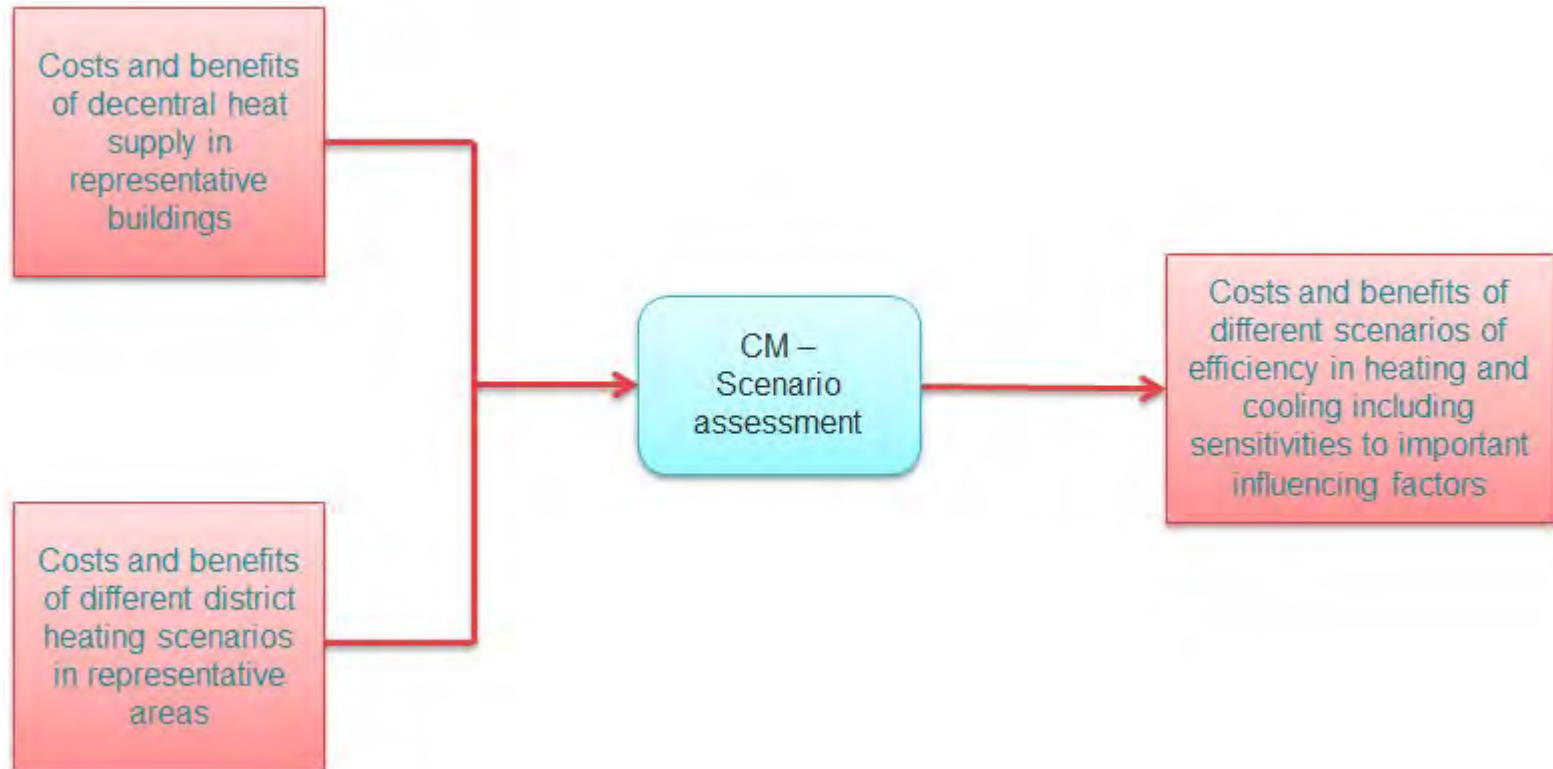 Costs and benefits
of decentral heat
supply in
representative
buildings
Costs and benefits
of different district
heating scenarios
in representative
areas
CM –
Scenario
assessment
Costs and benefits of
different scenarios of
efficiency in heating and
cooling including
sensitivities to important
influencing factors